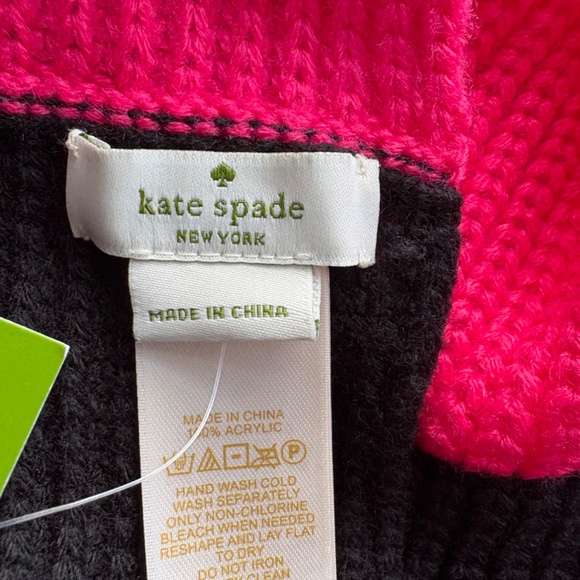 kate spade
NEW YORK
MADE IN CHINA
MADE IN CHINA
100% ACRYLIC
HAND WASH COLD
WASH SEPARATELY
ONLY NON-CHLORINE
BLEACH WHEN NEEDED
RESHAPE AND LAY FLAT
TO DRY
DO NOT IRON
CLEAN